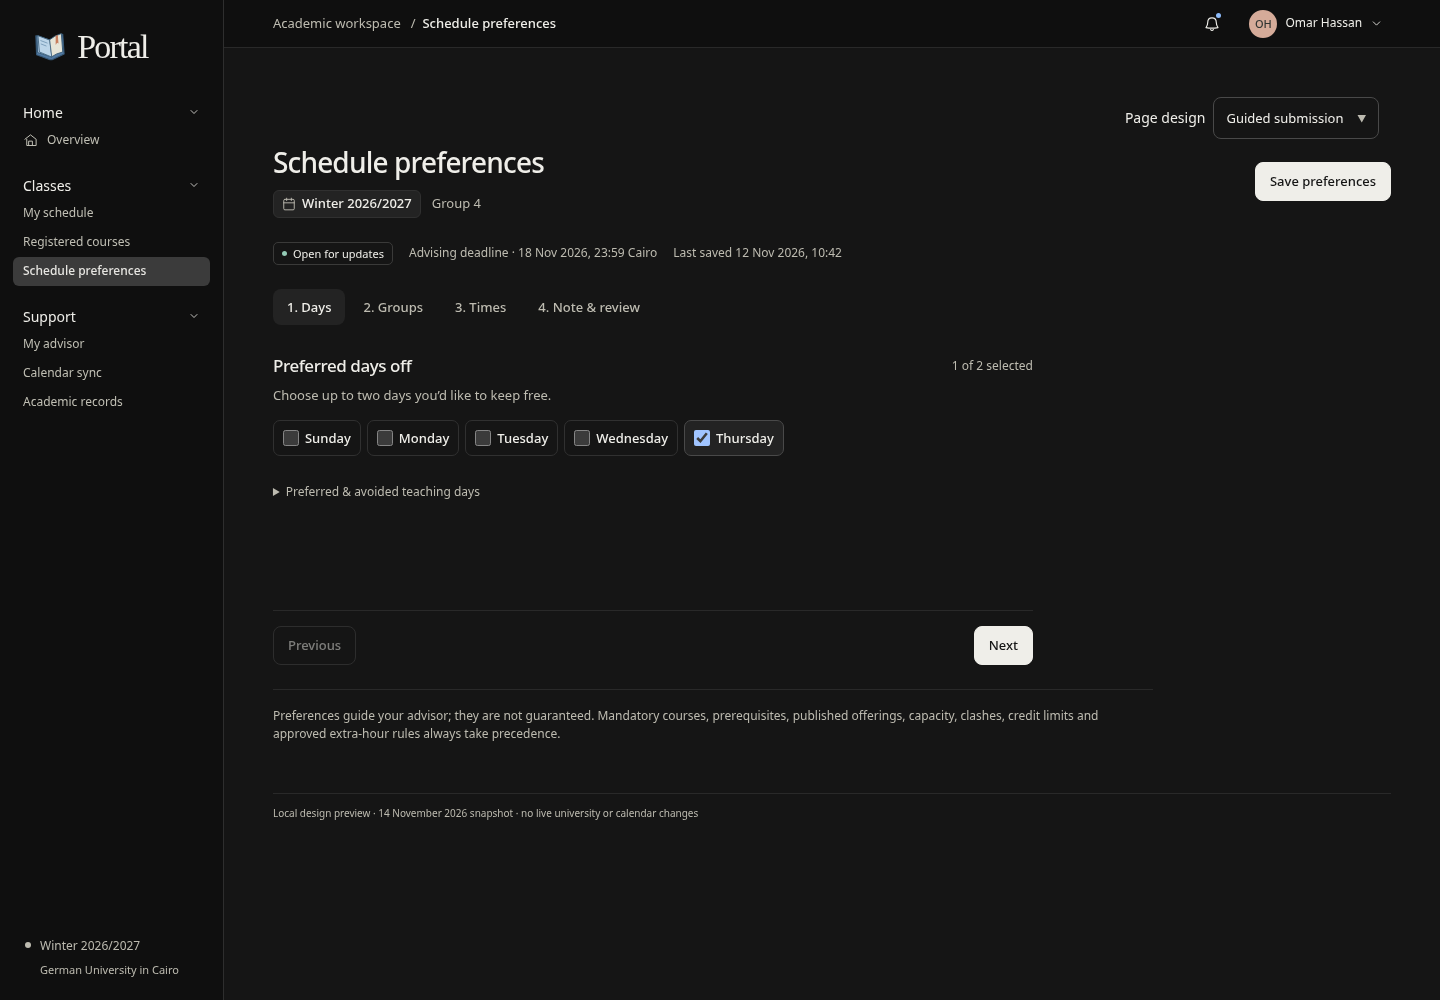 Portal
Home
Overview
Classes
My schedule
Registered courses
Schedule preferences
Support
My advisor
Calendar sync
Academic records
Winter 2026/2027
German University in Cairo
Academic workspace / Schedule preferences
OH Omar Hassan
Page design Guided submission
Schedule preferences
Save preferences
Winter 2026/2027 Group 4
Open for updates Advising deadline · 18 Nov 2026, 23:59 Cairo Last saved 12 Nov 2026, 10:42
1. Days 2. Groups 3. Times 4. Note & review
Preferred days off 1 of 2 selected
Choose up to two days you’d like to keep free.
Sunday Monday Tuesday Wednesday Thursday
Preferred & avoided teaching days
Previous Next
Preferences guide your advisor; they are not guaranteed. Mandatory courses, prerequisites, published offerings, capacity, clashes, credit limits and
approved extra-hour rules always take precedence.
Local design preview · 14 November 2026 snapshot · no live university or calendar changes